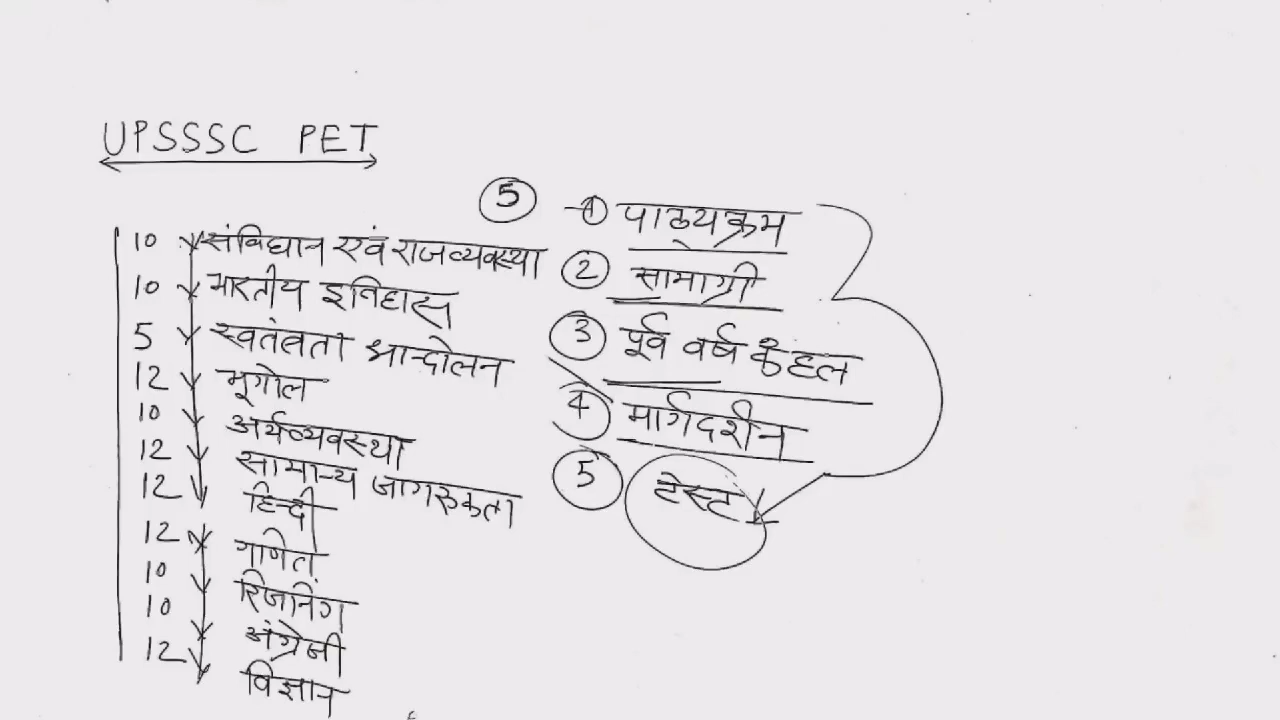 UPSSSC PET
10 संविधान एवं राजव्यवस्था
10 भारतीय इतिहास
5 स्वतंत्रता आन्दोलन
12 भूगोल
10 अर्थव्यवस्था
12 सामान्य जागरुकता
12 हिन्दी
12 गणित
10 रिजनिंग
10 अंग्रेजी
12 विज्ञान
5
1 पाठ्यक्रम
2 सामाग्री
3 पूर्व वर्ष
4 मार्गदर्शन
5 टेस्ट